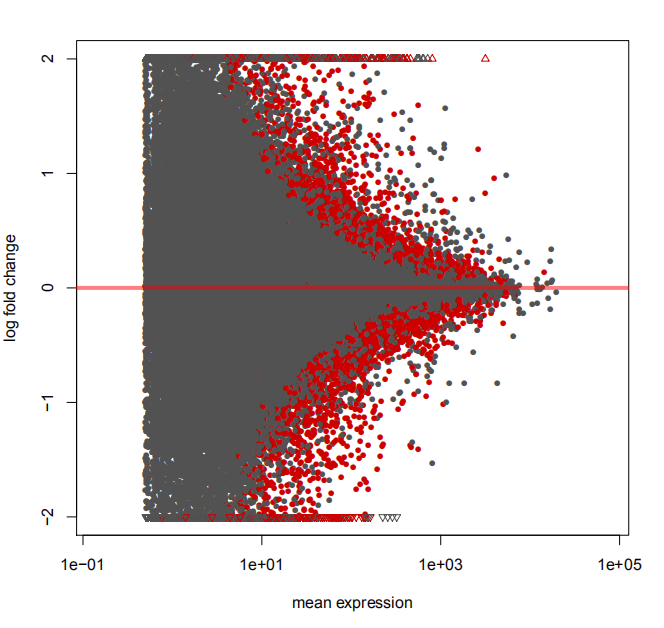 2
1
0
-1
-2
log fold change
1e-01
1e+01
1e+03
1e+05
mean expression